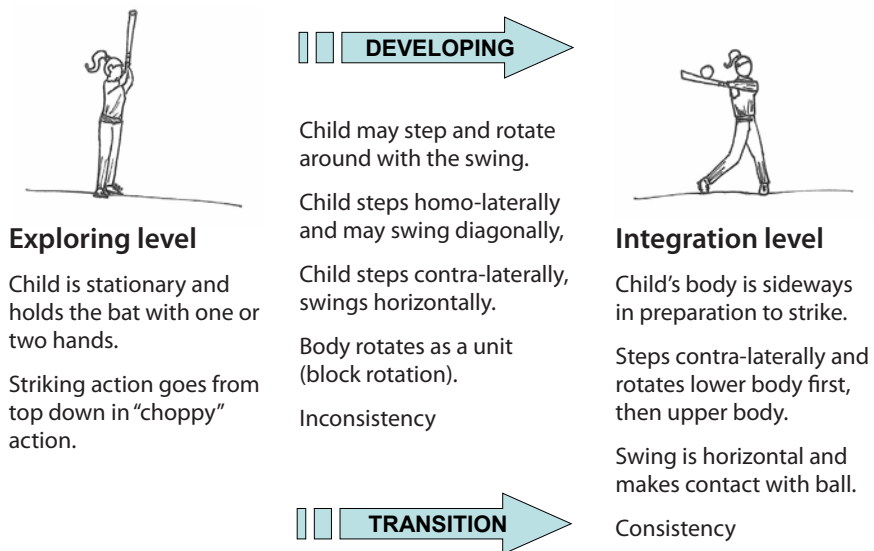 Exploring level
Child is stationary and
holds the bat with one or
two hands.
Striking action goes from
top down in “choppy”
action.
DEVELOPING
Child may step and rotate
around with the swing.
Child steps homo-laterally
and may swing diagonally,
Child steps contra-laterally,
swings horizontally.
Body rotates as a unit
(block rotation).
Inconsistency
TRANSITION
Integration level
Child’s body is sideways
in preparation to strike.
Steps contra-laterally and
rotates lower body first,
then upper body.
Swing is horizontal and
makes contact with ball.
Consistency